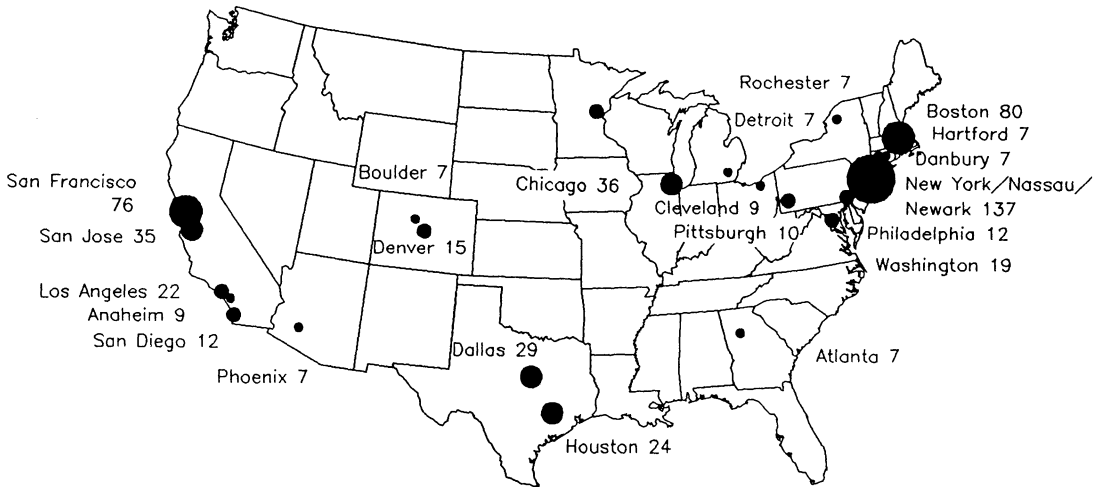 Rochester 7
Detroit 7
Boston 80
Hartford 7
Danbury 7
New York/Nassau/
Newark 137
Philadelphia 12
Washington 19
Boulder 7
Chicago 36
Cleveland 9
Pittsburgh 10
San Francisco
76
San Jose 35
Denver 15
Los Angeles 22
Anaheim 9
San Diego 12
Phoenix 7
Dallas 29
Atlanta 7
Houston 24